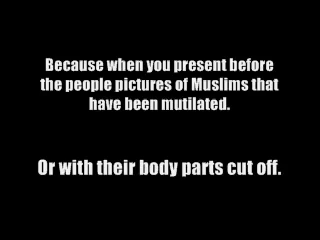 Because when you present before
the people pictures of Muslims that
have been mutilated.
Or with their body parts cut off.